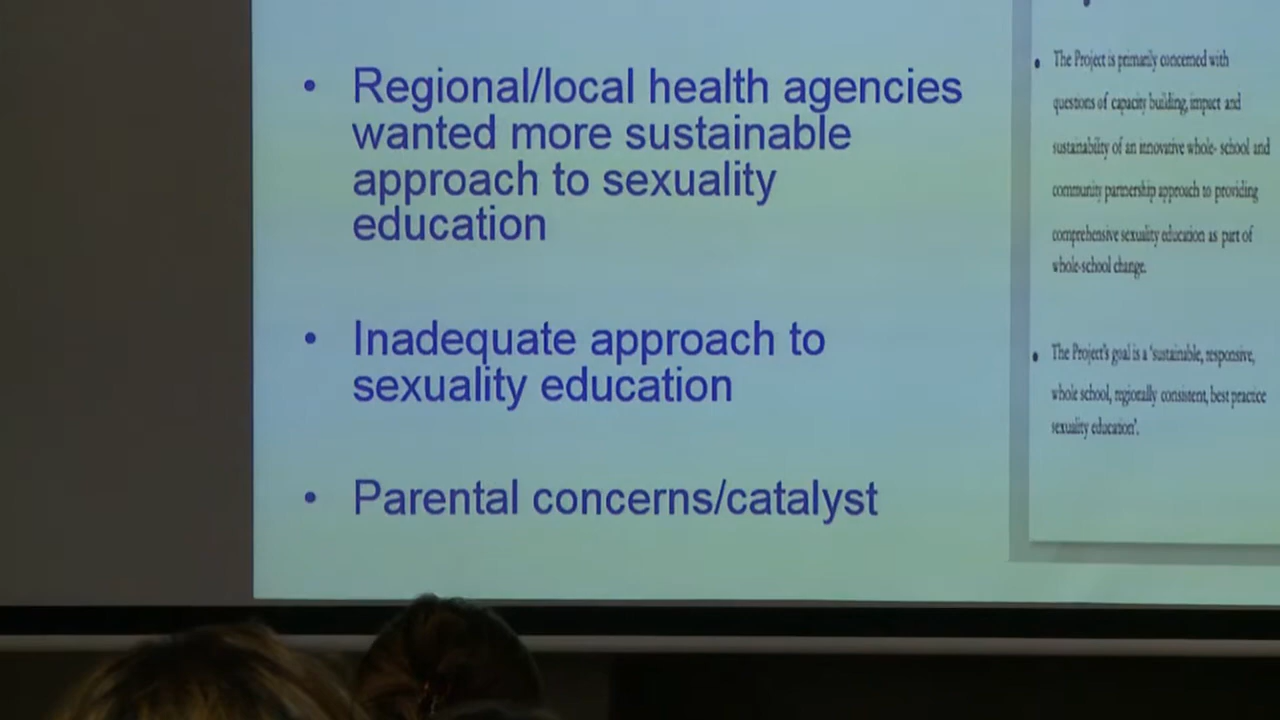 • Regional/local health agencies
wanted more sustainable
approach to sexuality
education
• Inadequate approach to
sexuality education
• Parental concerns/catalyst
• The Project is primarily concerned with
questions of capacity building, impact and
sustainability of an innovative whole- school and
community partnership approach to providing
comprehensive sexuality education as part of
whole-school change.
• The Project's goal is a 'sustainable, responsive,
whole school, regionally consistent, best practice
sexuality education'.